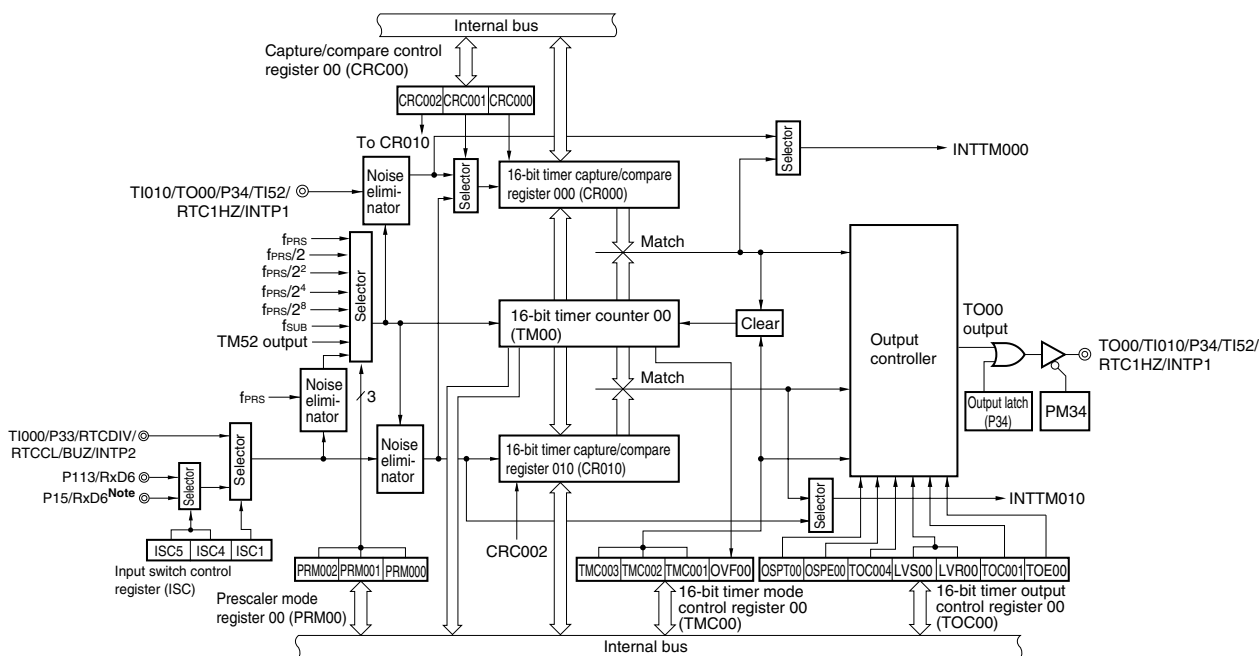 Internal bus
Capture/compare control
register 00 (CRC00)
CRC002 CRC001 CRC000
To CR010
Selector
INTTM000
Noise
elimi-
nator
Selector
16-bit timer capture/compare
register 000 (CR000)
TI010/TO00/P34/TI52/
RTC1HZ/INTP1
Match
fPRS
fPRS/2
fPRS/2²
fPRS/2⁴
fPRS/2⁸
fSUB
TM52 output
Selector
16-bit timer counter 00
(TM00)
Clear
Output
controller
TO00
output
TO00/TI010/P34/TI52/
RTC1HZ/INTP1
Output latch
(P34)
PM34
Match
fPRS
Noise
elimi-
nator
3
TI000/P33/RTCDIV/
RTCCL/BUZ/INTP2
Selector
Noise
elimi-
nator
16-bit timer capture/compare
register 010 (CR010)
P113/RxD6
P15/RxD6Note
Selector
Selector
INTTM010
CRC002
ISC5 ISC4 ISC1
Input switch control
register (ISC)
PRM002 PRM001 PRM000
Prescaler mode
register 00 (PRM00)
TMC003 TMC002 TMC001 OVF00
16-bit timer mode
control register 00
(TMC00)
OSPT00 OSPE00 TOC004 LVS00 LVR00 TOC001 TOE00
16-bit timer output
control register 00
(TOC00)
Internal bus